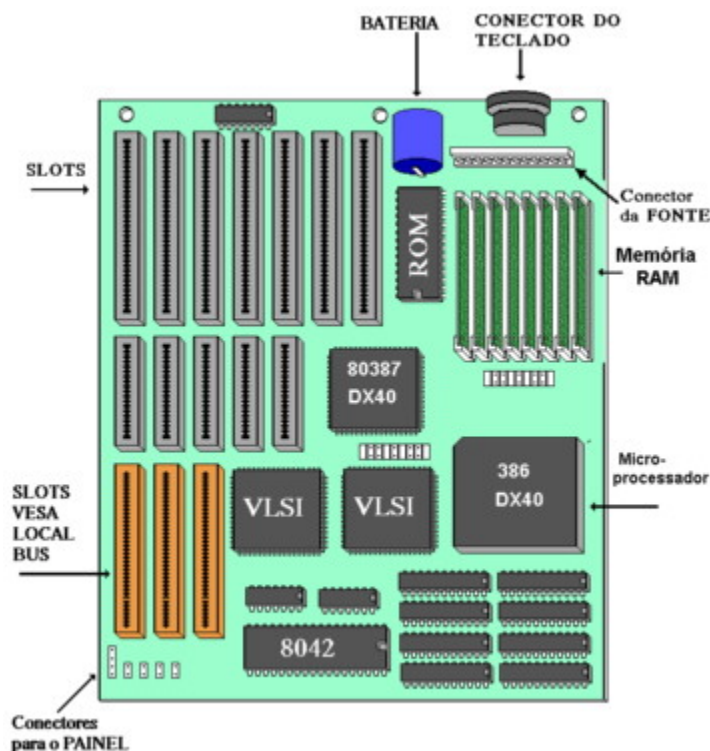 BATERIA
CONECTOR DO
TECLADO
SLOTS
Conector
da FONTE
ROM
Memória
RAM
80387
DX40
386
DX40
Micro-
processador
SLOTS
VESA
LOCAL
BUS
VLSI
VLSI
8042
Conectores
para o PAINEL